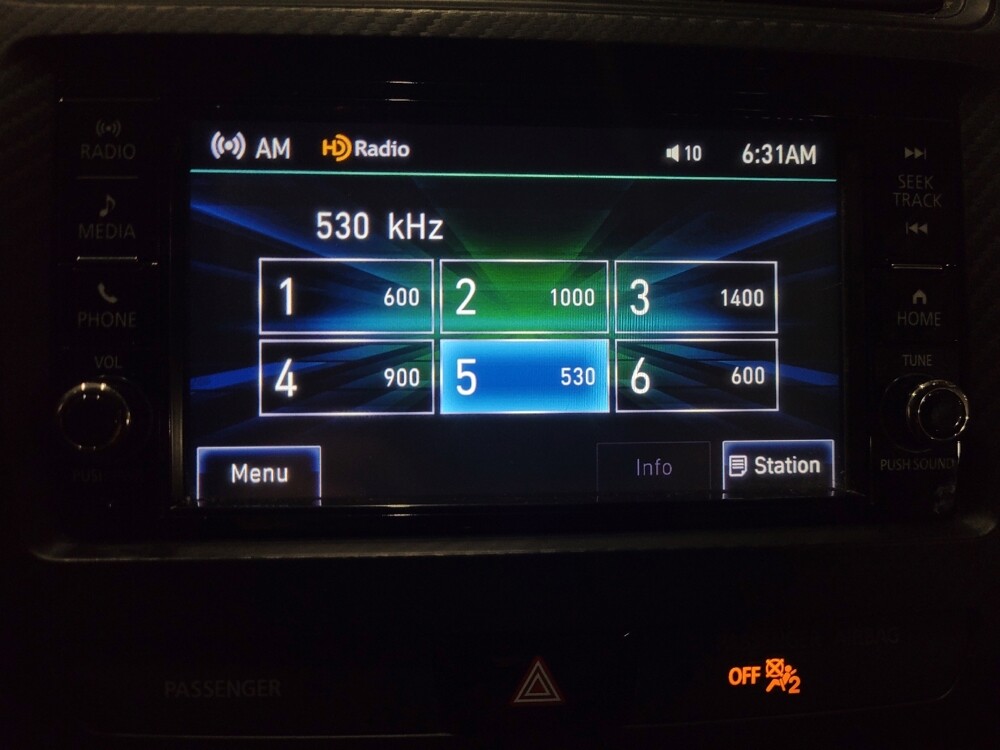 RADIO
MEDIA
PHONE
VOL
PUSH
AM HD Radio 10 6:31AM
530 kHz
1 600 2 1000 3 1400
4 900 5 530 6 600
Menu Info Station
SEEK
TRACK
HOME
TUNE
PUSH SOUND
PASSENGER
OFF 2